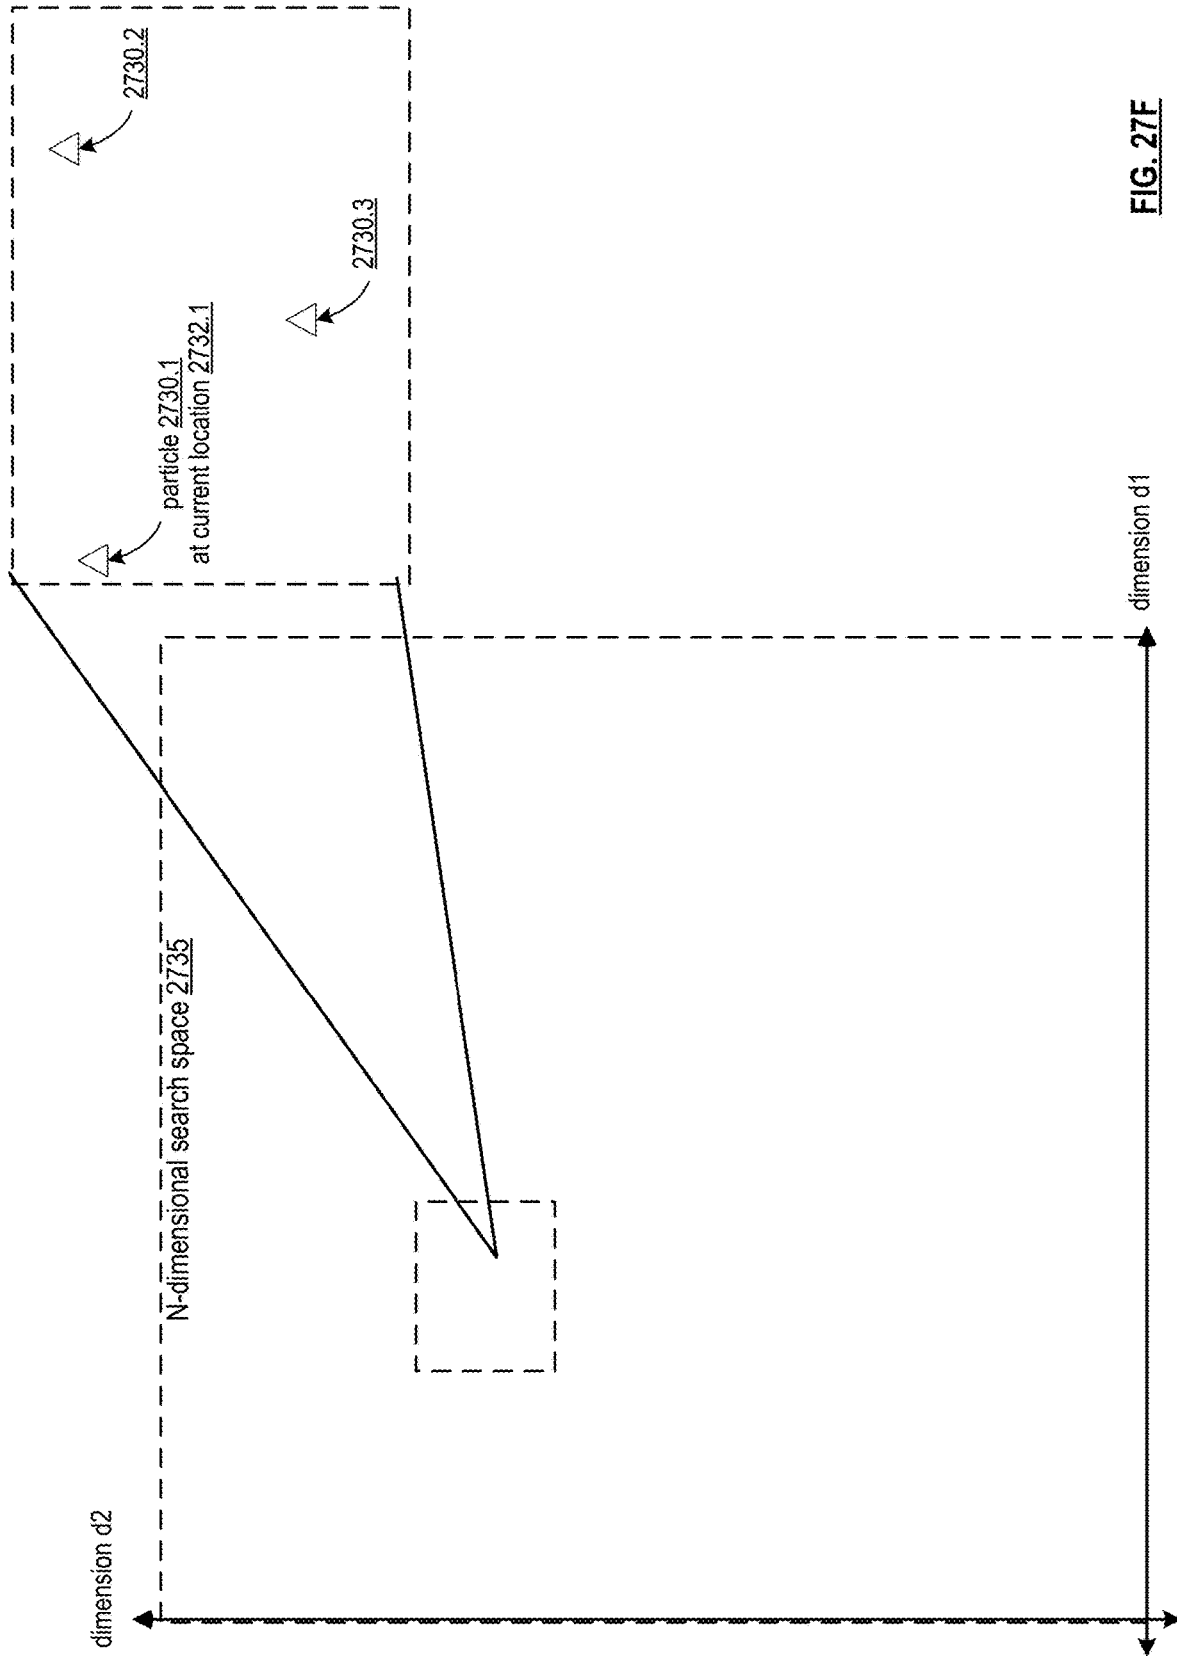 dimension d2
N-dimensional search space 2735
particle 2730.1
at current location 2732.1
2730.2
2730.3
dimension d1
FIG. 27F